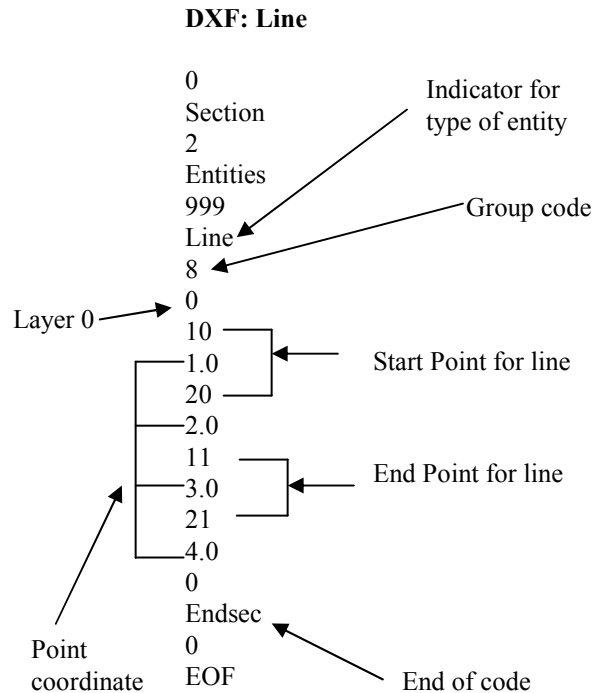 DXF: Line
0
Section
2
Entities
999
Line
8
0
10
1.0
20
2.0
11
3.0
21
4.0
0
Endsec
0
EOF
Indicator for
type of entity
Group code
Layer 0
Start Point for line
End Point for line
Point
coordinate
End of code